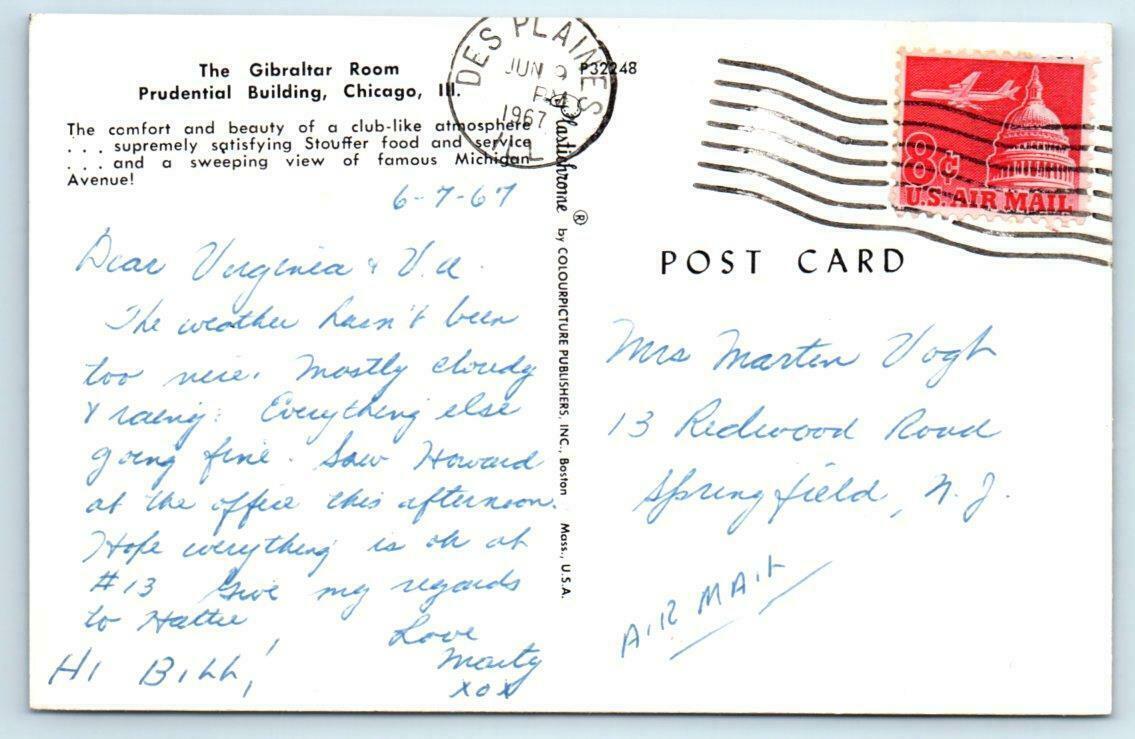 The Gibraltar Room
Prudential Building, Chicago, Ill.
The comfort and beauty of a club-like atmosphere
. . . supremely satisfying Stouffer food and service
. . . and a sweeping view of famous Michigan
Avenue!
6-7-67
Dear Virginia &
The weather hasn't been
too nice. Mostly cloudy
& rainy. Everything else
going fine. Saw Howard
at the office this afternoon.
Hope everything is ok at
#13 Give my regards
to Hattie
Love
Marty
xox
HI BILL!
DES PLAINES
JUN 9
PM
1967
ILL
P32248
Plastichrome ® by COLOURPICTURE PUBLISHERS, INC., Boston Mass., U.S.A.
8¢
U.S. AIR MAIL
POST CARD
Mrs Martin Vogt
13 Redwood Road
Springfield, N.J.
AIR MAIL